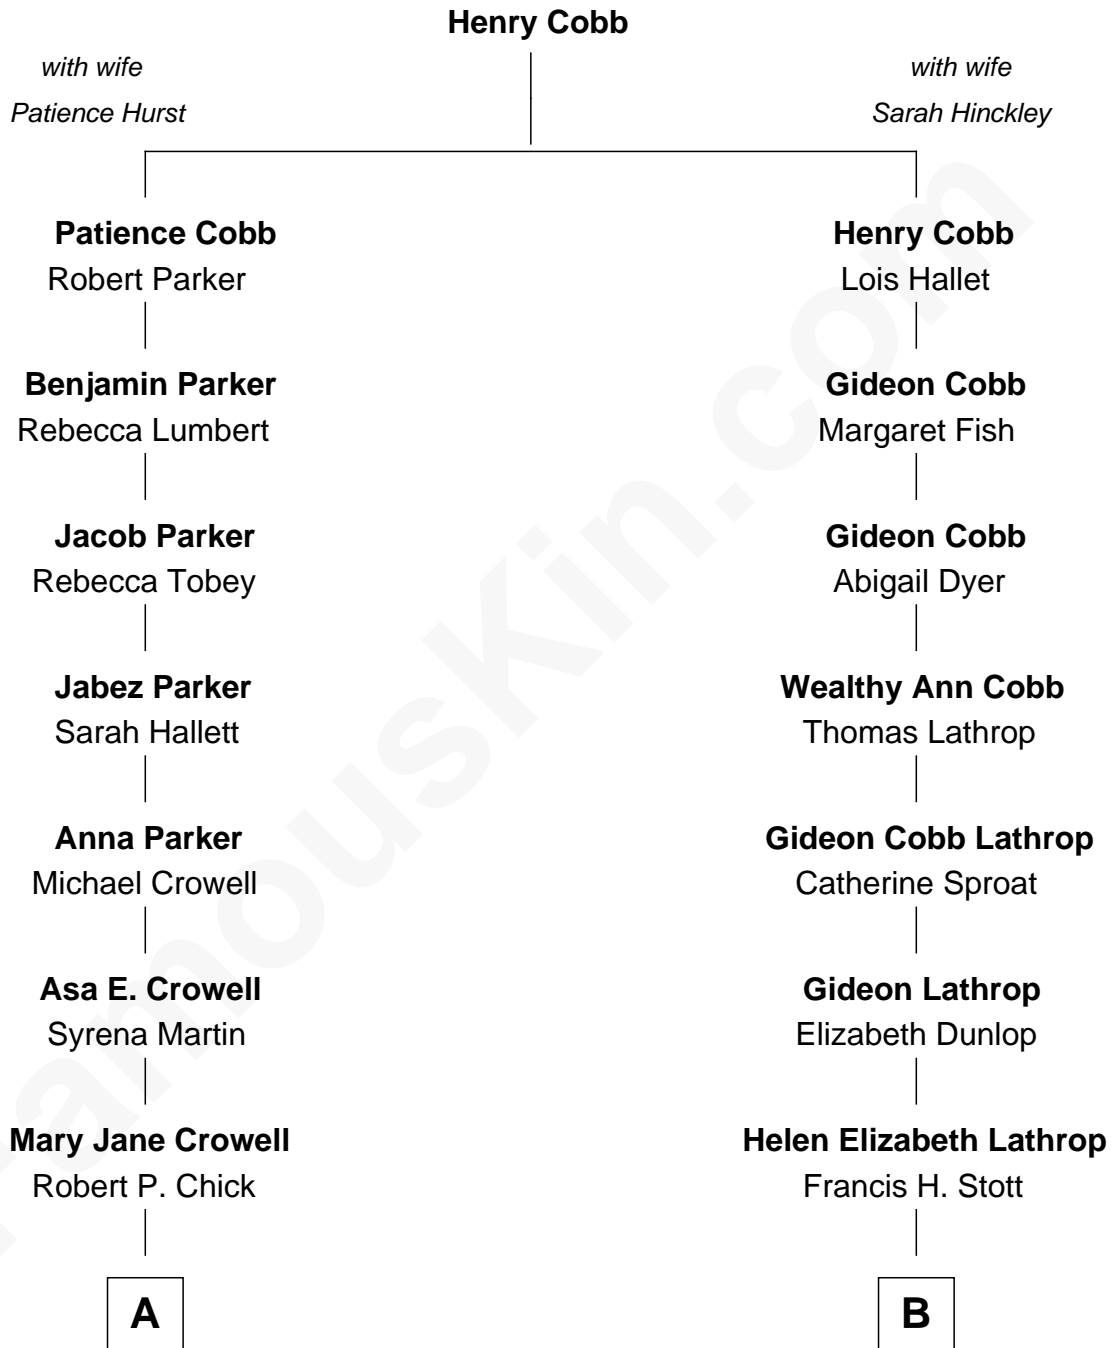 Henry Cobb
with wife
Patience Hurst
with wife
Sarah Hinckley
Patience Cobb
Robert Parker
Henry Cobb
Lois Hallet
Benjamin Parker
Rebecca Lumbert
Gideon Cobb
Margaret Fish
Jacob Parker
Rebecca Tobey
Gideon Cobb
Abigail Dyer
Jabez Parker
Sarah Hallett
Wealthy Ann Cobb
Thomas Lathrop
Anna Parker
Michael Crowell
Gideon Cobb Lathrop
Catherine Sproat
Asa E. Crowell
Syrena Martin
Gideon Lathrop
Elizabeth Dunlop
Mary Jane Crowell
Robert P. Chick
Helen Elizabeth Lathrop
Francis H. Stott
A
B
FamousKin.com